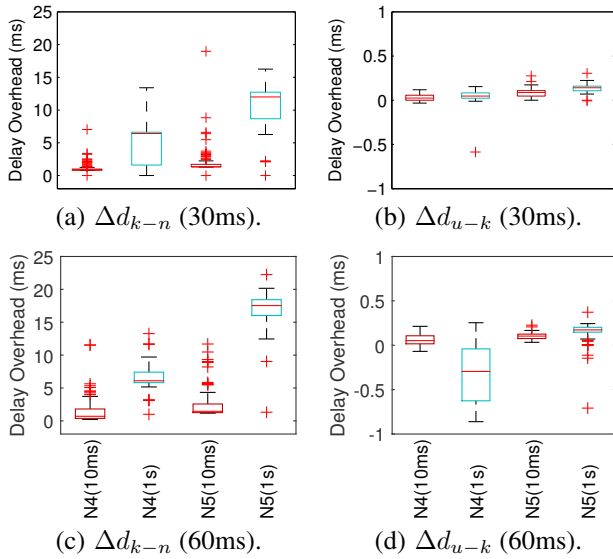 Delay Overhead (ms)
25
20
15
10
5
0
(a) Δd_{k−n} (30ms).
Delay Overhead (ms)
1
0.5
0
−0.5
−1
(b) Δd_{u−k} (30ms).
Delay Overhead (ms)
25
20
15
10
5
0
N4(10ms)
N4(1s)
N5(10ms)
N5(1s)
(c) Δd_{k−n} (60ms).
Delay Overhead (ms)
1
0.5
0
-0.5
-1
N4(10ms)
N4(1s)
N5(10ms)
N5(1s)
(d) Δd_{u−k} (60ms).